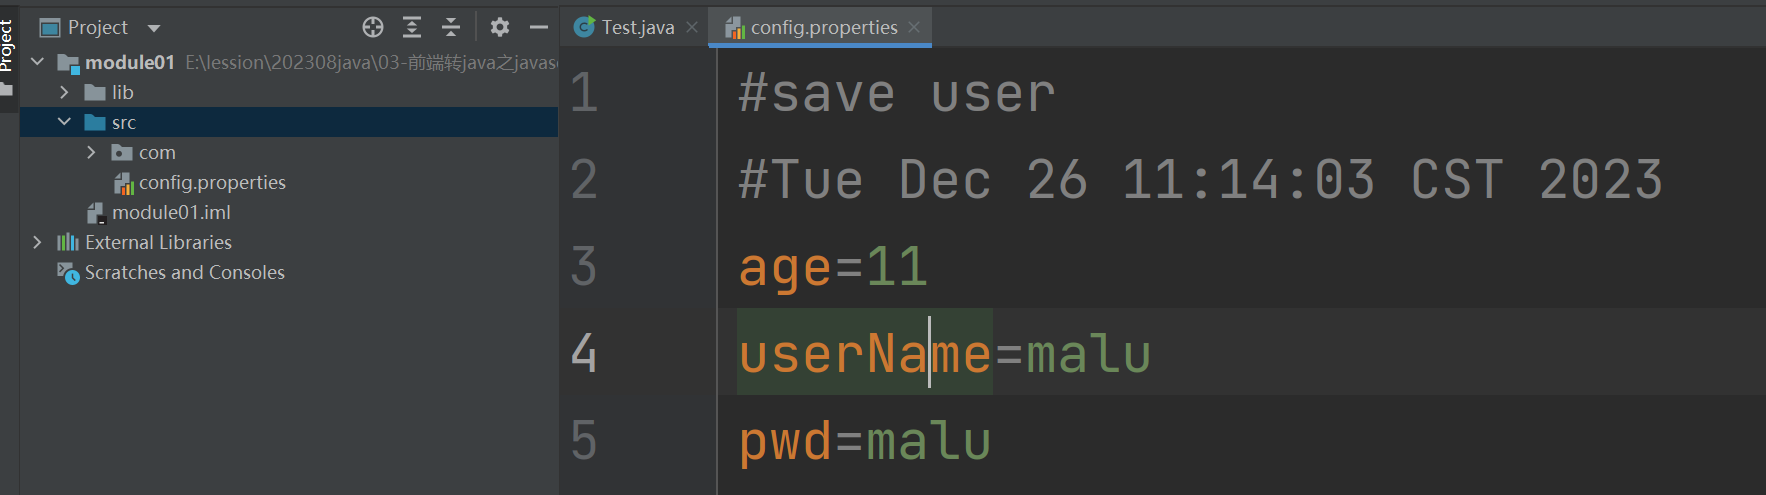 Project
Project
module01 E:\lession\202308java\03-前端转java之javase
lib
src
com
config.properties
module01.iml
External Libraries
Scratches and Consoles
Test.java
config.properties
1 #save user
2 #Tue Dec 26 11:14:03 CST 2023
3 age=11
4 userName=malu
5 pwd=malu